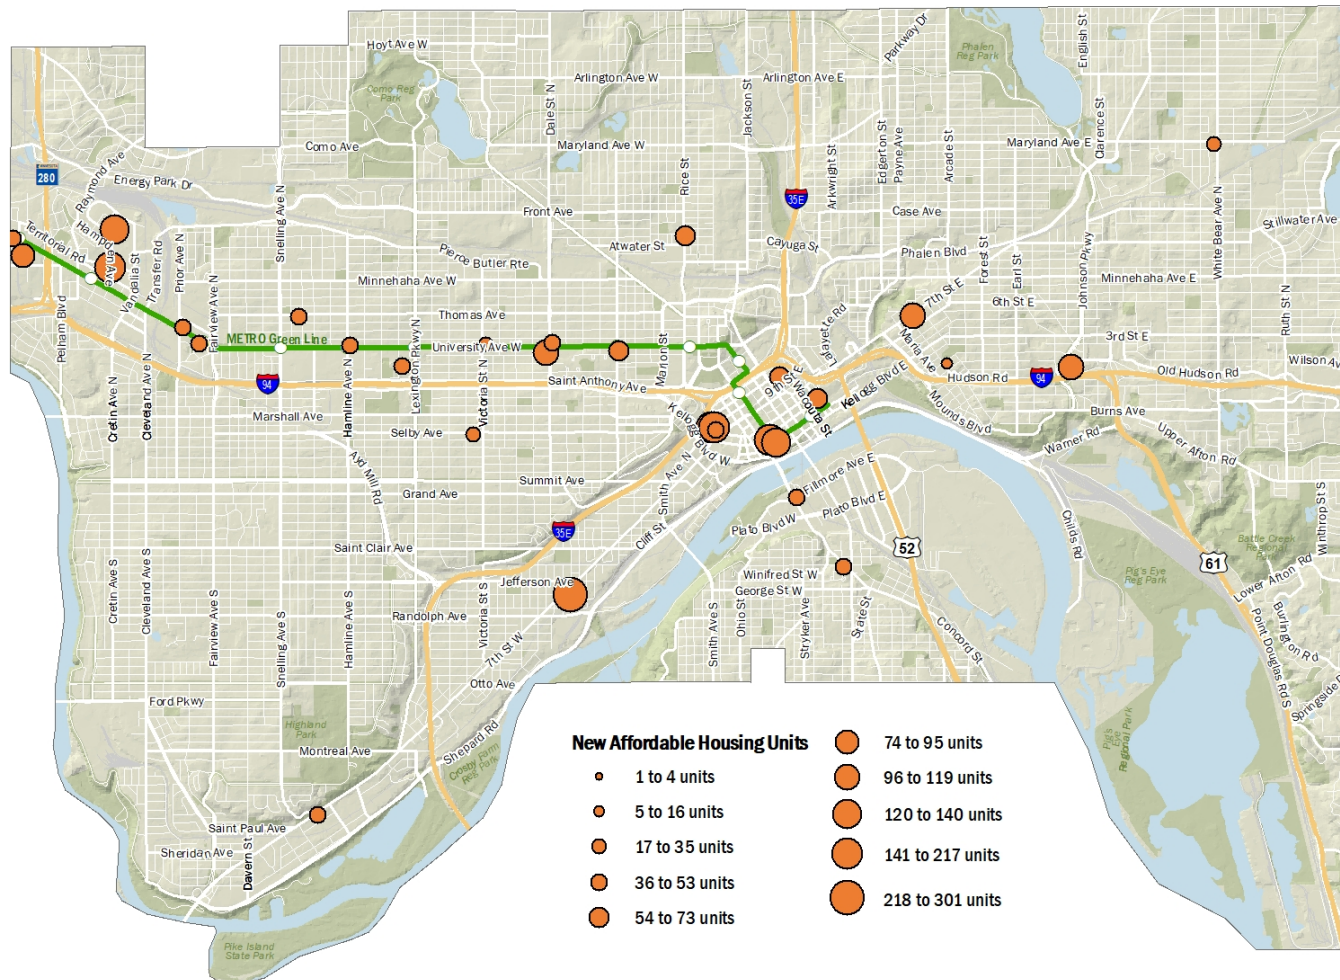 Hoyt Ave W
Parkway Dr
English St
Phalen
Reg Park
Como Reg
Park
Arlington Ave W
Arlington Ave E
Dale St N
Jackson St
Clarence St
Como Ave
Maryland Ave W
Maryland Ave E
Edgerton St
Payne Ave
Arcade St
Arkwright St
Rice St
280
Raymond Ave
Energy Park Dr
Snelling Ave N
35E
Front Ave
Case Ave
White Bear Ave N
Stillwater Ave
Territorial Rd
Hampden Ave
Vandalia St
Transfer Rd
Prior Ave N
Atwater St
Cayuga St
Phalen Blvd
Forest St
Earl St
Johnson Pkwy
Pierce Butler Rte
Minnehaha Ave W
Minnehaha Ave E
7th St E
6th St E
Ruth St N
Pelham Blvd
Fairview Ave N
Thomas Ave
Lafayette Rd
METRO Green Line
University Ave W
Lexington Pkwy N
Marion St
Maria Ave
3rd St E
Wilson Ave
94
Saint Anthony Ave
9th St E
Wacouta St
Kellogg Blvd E
Hudson Rd
94
Old Hudson Rd
Cretin Ave N
Cleveland Ave N
Hamline Ave N
Victoria St N
Marshall Ave
Selby Ave
Kellogg Blvd W
Mounds Blvd
Burns Ave
Warner Rd
Upper Afton Rd
Ayd Mill Rd
Summit Ave
Grand Ave
Smith Ave N
Fillmore Ave E
Plato Blvd E
Plato Blvd W
Winthrop St S
Childs Rd
35E
Cliff St
Saint Clair Ave
52
Battle Creek
Regional
Park
61
Lower Afton Rd
Pig's Eye
Reg Park
Cretin Ave S
Cleveland Ave S
Jefferson Ave
Winifred St W
George St W
Randolph Ave
Victoria St S
7th St W
Fairview Ave S
Snelling Ave S
Hamline Ave S
Smith Ave S
Ohio St
Stryker Ave
State St
Concord St
Point Douglas Rd S
Burlington Rd
Springside Dr
Otto Ave
Ford Pkwy
Highland
Park
Montreal Ave
Shepard Rd
Crosby Farm
Reg Park
Pig's
Eye
Regional Park
Saint Paul Ave
Sheridan Ave
Davern St
Pike Island
State Park
New Affordable Housing Units
1 to 4 units
5 to 16 units
17 to 35 units
36 to 53 units
54 to 73 units
74 to 95 units
96 to 119 units
120 to 140 units
141 to 217 units
218 to 301 units